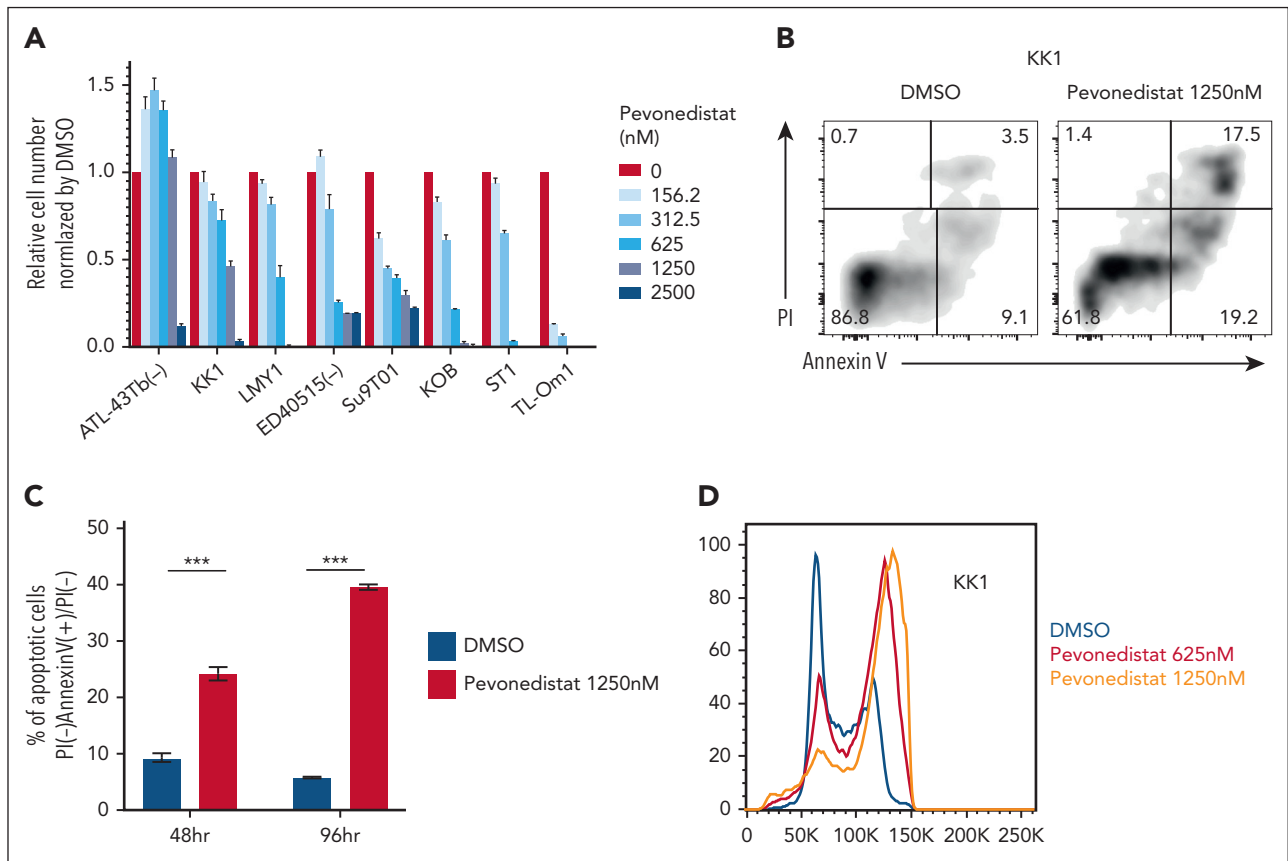 A
Relative cell number
normlazed by DMSO
1.5
1.0
0.5
0.0
ATL-43Tb(–)
KK1
LMY1
ED40515(–)
Su9T01
KOB
ST1
TL-Om1
Pevonedistat
(nM)
0
156.2
312.5
625
1250
2500
B
KK1
DMSO
Pevonedistat 1250nM
0.7
3.5
86.8
9.1
1.4
17.5
61.8
19.2
PI
Annexin V
C
% of apoptotic cells
PI(–)AnnexinV(+)/PI(–)
50
40
30
20
10
0
***
***
48hr
96hr
DMSO
Pevonedistat 1250nM
D
100
80
60
40
20
0
KK1
0
50K
100K
150K
200K
250K
DMSO
Pevonedistat 625nM
Pevonedistat 1250nM